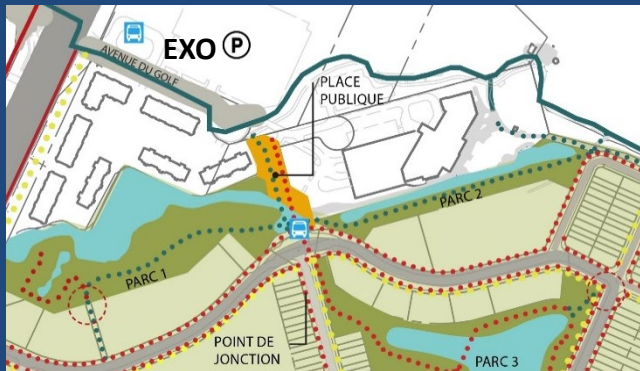 EXO P
AVENUE DU GOLF
PLACE
PUBLIQUE
PARC 2
PARC 1
POINT DE
JONCTION
PARC 3